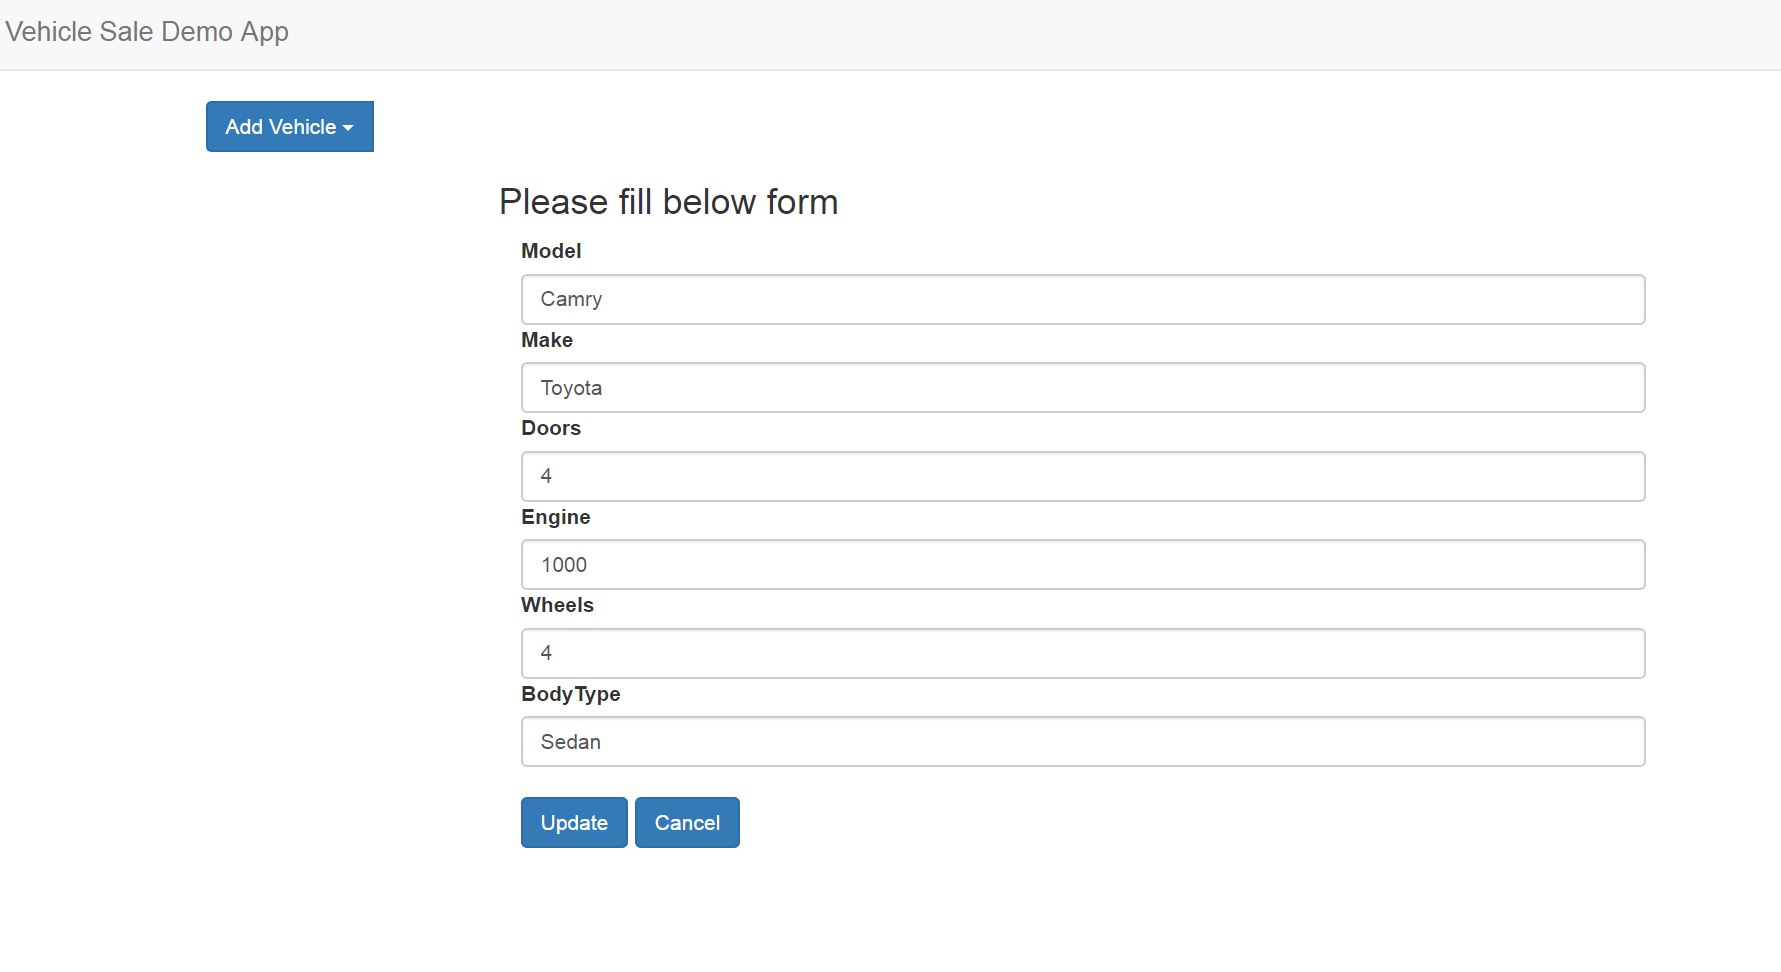 Vehicle Sale Demo App
Add Vehicle
Please fill below form
Model
Camry
Make
Toyota
Doors
4
Engine
1000
Wheels
4
BodyType
Sedan
Update Cancel